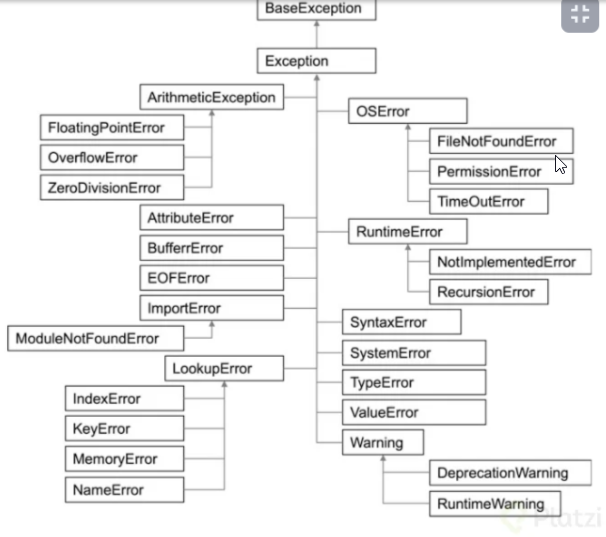 BaseException
Exception
ArithmeticException
OSError
FloatingPointError
FileNotFoundError
OverflowError
PermissionError
ZeroDivisionError
TimeOutError
AttributeError
RuntimeError
BufferrError
NotImplementedError
EOFError
RecursionError
ImportError
SyntaxError
ModuleNotFoundError
SystemError
LookupError
TypeError
IndexError
ValueError
KeyError
Warning
MemoryError
DeprecationWarning
NameError
RuntimeWarning
Platzi